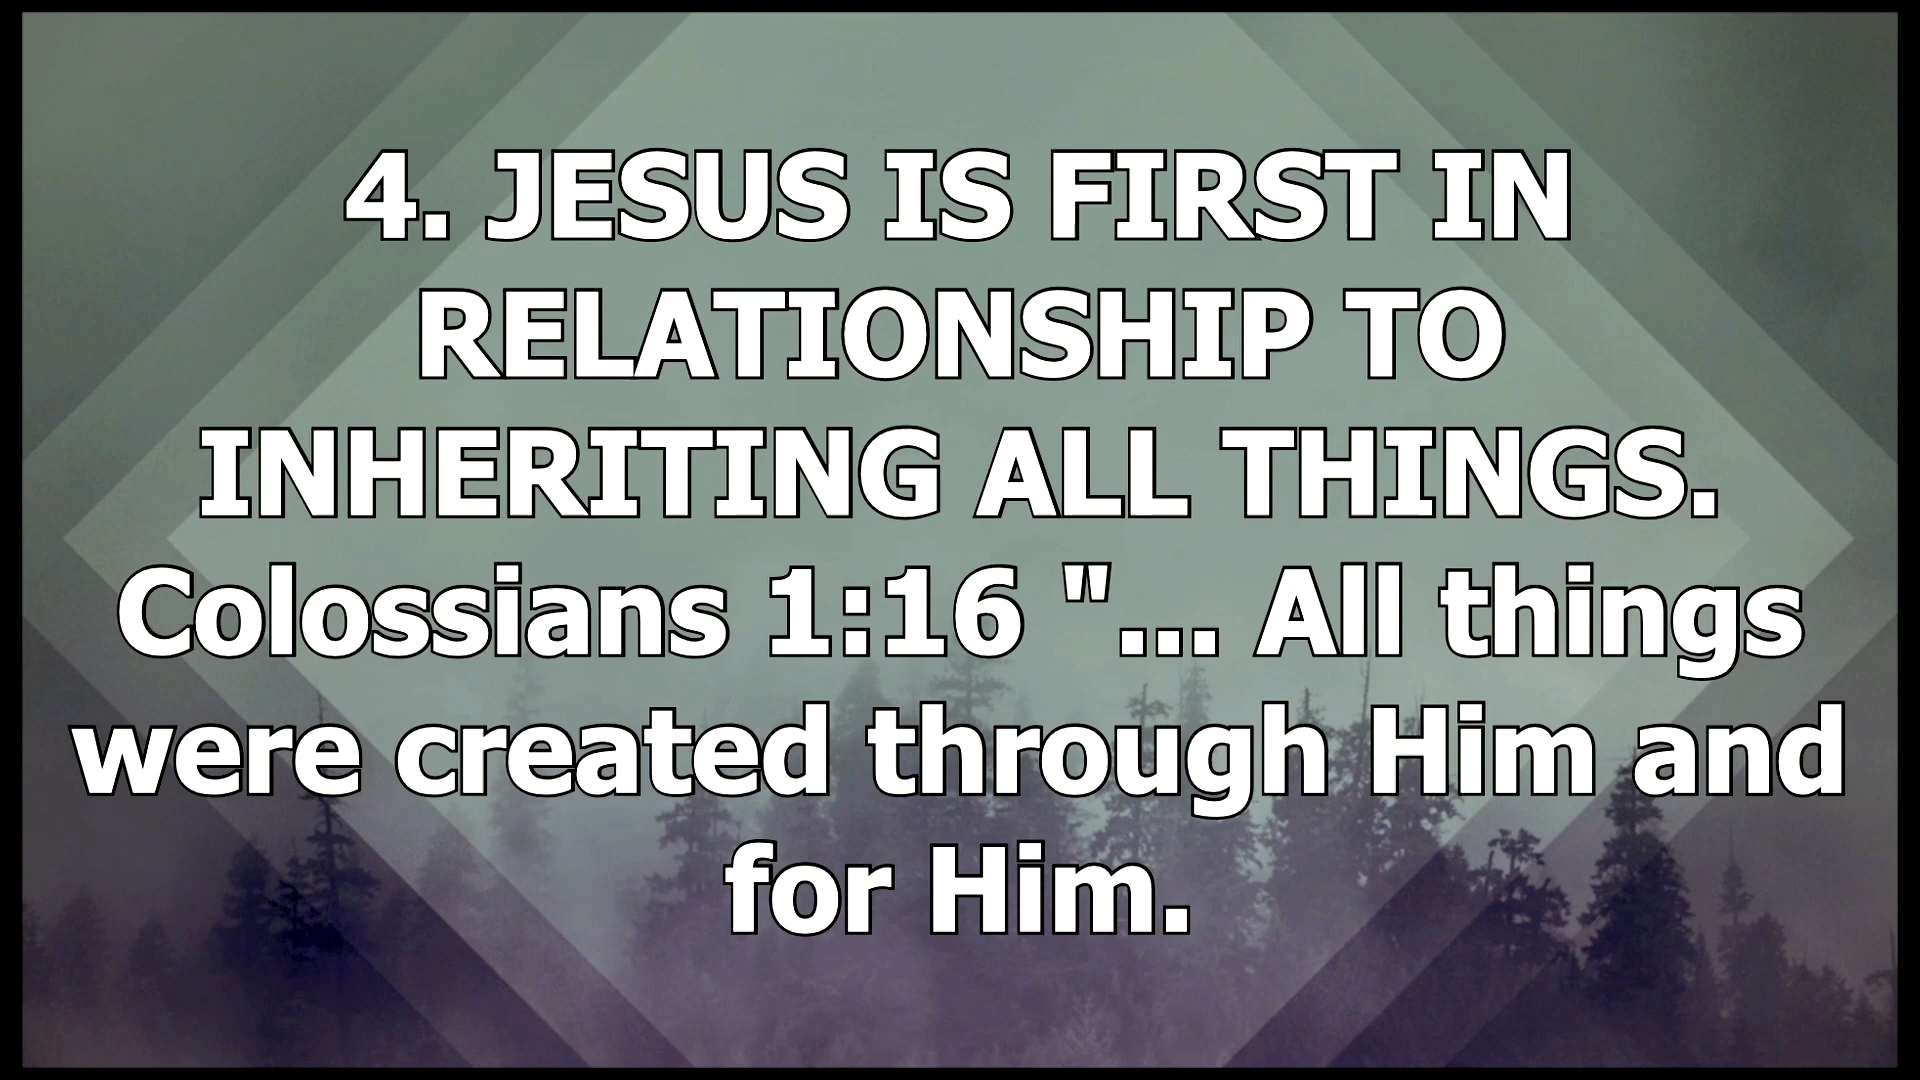 4. JESUS IS FIRST IN
RELATIONSHIP TO
INHERITING ALL THINGS.
Colossians 1:16 "... All things
were created through Him and
for Him.